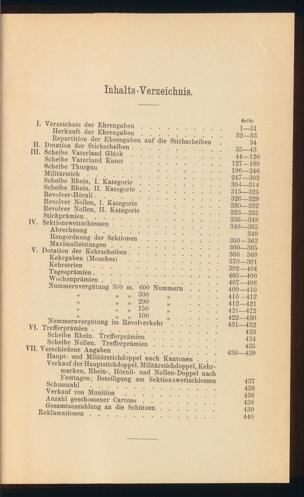 Inhalts-Verzeichnis.
Seite
I. Verzeichnis der Ehrengaben 1—31
Herkunft der Ehrengaben 32—33
Repartition der Ehrengaben auf die Stichscheiben 34
II. Dotation der Stichscheiben 35—43
III. Scheibe Vaterland Glück 44—126
Scheibe Vaterland Kunst 127—189
Scheibe Thurgau 190—246
Militärstich 247—303
Scheibe Rhein, I. Kategorie 304—314
Scheibe Rhein, II. Kategorie 315—325
Revolver-Hörnli 326—329
Revolver Nollen, I. Kategorie 330—332
Revolver Nollen, II. Kategorie 333—335
Stichprämien 336—348
IV. Sektionswettschiessen 349—365
Abrechnung 349
Rangordnung der Sektionen 350—363
Maximalleistungen 360—365
V. Dotation der Kehrscheiben 366—368
Kehrgaben (Mouchen) 370—391
Kehrserien 392—404
Tagesprämien 405—406
Wochenprämien 407—408
Nummernvergütung 300 m. 600 Nummern 409—410
" " " 300 " 410—412
" " " 200 " 412—421
" " " 150 " 421—422
" " " 100 " 422—430
Nummernvergütung im Revolverkehr 431—432
VI. Trefferprämien 433
Scheibe Rhein. Trefferprämien 434
Scheibe Nollen. Trefferprämien 435
VII. Verschiedene Angaben 436—439
Haupt- und Militärstichdoppel nach Kantonen
Verkauf der Hauptstichdoppel, Militärstichdoppel, Kehr-
marken, Rhein-, Hörnli- und Nollen-Doppel nach
Festtagen; Beteiligung am Sektionswettschiessen 437
Schusszahl 438
Verkauf von Munition 438
Anzahl geschossener Cartons 438
Gesamtauszahlung an die Schützen 439
Reklamationen 440